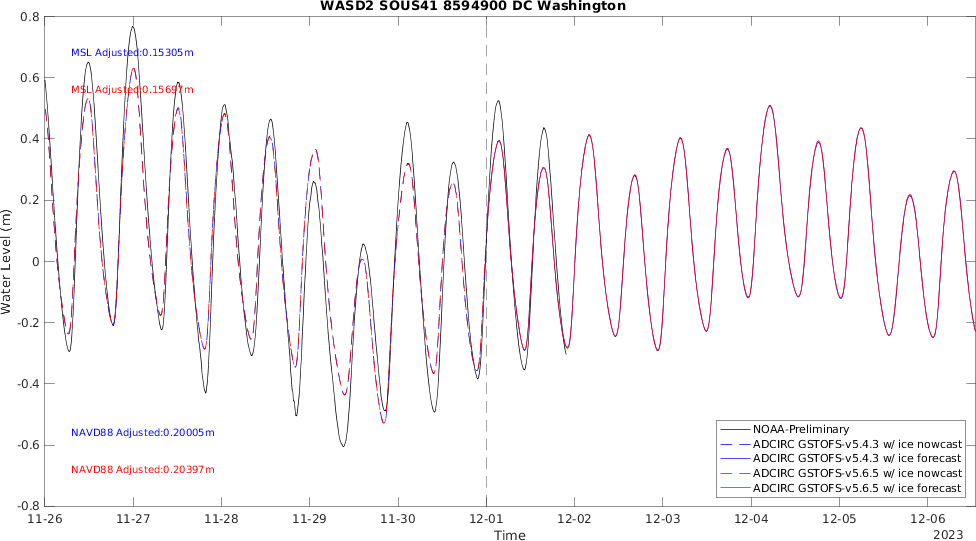 WASD2 SOUS41 8594900 DC Washington
0.8
0.6
0.4
0.2
0
-0.2
-0.4
-0.6
-0.8
Water Level (m)
MSL Adjusted:0.15305m
MSL Adjusted:0.15697m
NAVD88 Adjusted:0.20005m
NAVD88 Adjusted:0.20397m
NOAA-Preliminary
ADCIRC GSTOFS-v5.4.3 w/ ice nowcast
ADCIRC GSTOFS-v5.4.3 w/ ice forecast
ADCIRC GSTOFS-v5.6.5 w/ ice nowcast
ADCIRC GSTOFS-v5.6.5 w/ ice forecast
11-26 11-27 11-28 11-29 11-30 12-01 12-02 12-03 12-04 12-05 12-06
Time
2023